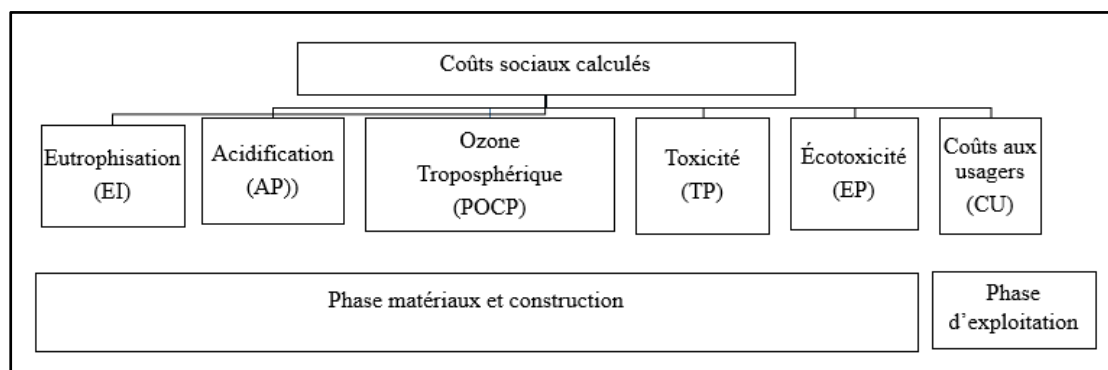 Coûts sociaux calculés
Eutrophisation
(EI)
Acidification
(AP))
Ozone
Troposphérique
(POCP)
Toxicité
(TP)
Écotoxicité
(EP)
Coûts aux
usagers
(CU)
Phase matériaux et construction
Phase
d’exploitation